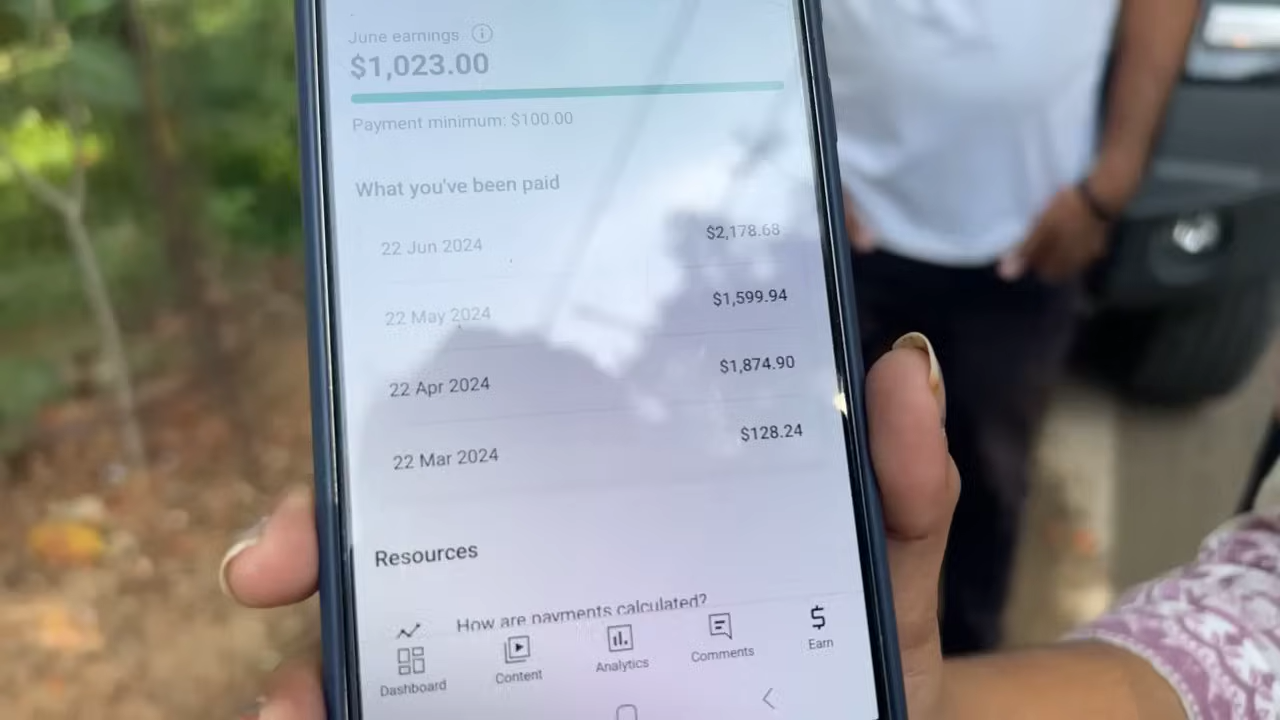 June earnings
$1,023.00
Payment minimum: $100.00
What you've been paid
22 Jun 2024 $2,178.68
22 May 2024 $1,599.94
22 Apr 2024 $1,874.90
22 Mar 2024 $128.24
Resources
How are payments calculated?
Dashboard Content Analytics Comments Earn